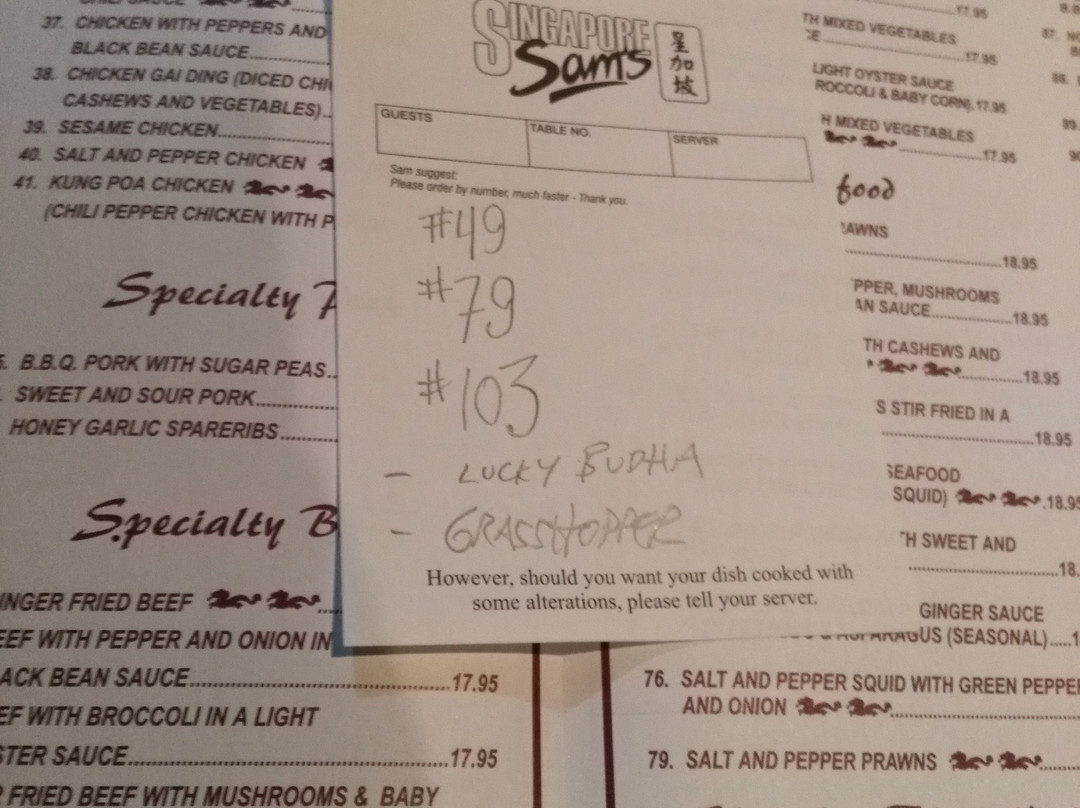 37. CHICKEN WITH PEPPERS AND
BLACK BEAN SAUCE
38. CHICKEN GAI DING (DICED
CASHEWS AND VEGETABLES)
39. SESAME CHICKEN
40. SALT AND PEPPER CHICKEN
41. KUNG POA CHICKEN
(CHILI PEPPER CHICKEN WITH
Specialty
B.B.Q. PORK WITH SUGAR PEAS
SWEET AND SOUR PORK
HONEY GARLIC SPARERIBS
Specialty B
INGER FRIED BEEF
EEF WITH PEPPER AND ONION IN
ACK BEAN SAUCE 17.95
EF WITH BROCCOLI IN A LIGHT
STER SAUCE 17.95
FRIED BEEF WITH MUSHROOMS & BABY
SINGAPORE
Sam's
星加坡
GUESTS TABLE NO. SERVER
Sam suggest:
Please order by number, much faster - Thank you.
#49
#79
#103
- LUCKY BUDHA
- GRASSHOPPER
However, should you want your dish cooked with
some alterations, please tell your server.
17.95
TH MIXED VEGETABLES
CE 17.95
LIGHT OYSTER SAUCE
ROCCOLI & BABY CORN). 17.95
H MIXED VEGETABLES
17.95
food
AWNS
18.95
PPER, MUSHROOMS
AN SAUCE 18.95
TH CASHEWS AND
18.95
S STIR FRIED IN A
18.95
SEAFOOD
SQUID) 18.95
TH SWEET AND
18.
GINGER SAUCE
ASPARAGUS (SEASONAL)
76. SALT AND PEPPER SQUID WITH GREEN PEPPE
AND ONION
79. SALT AND PEPPER PRAWNS
87.
88.
89.